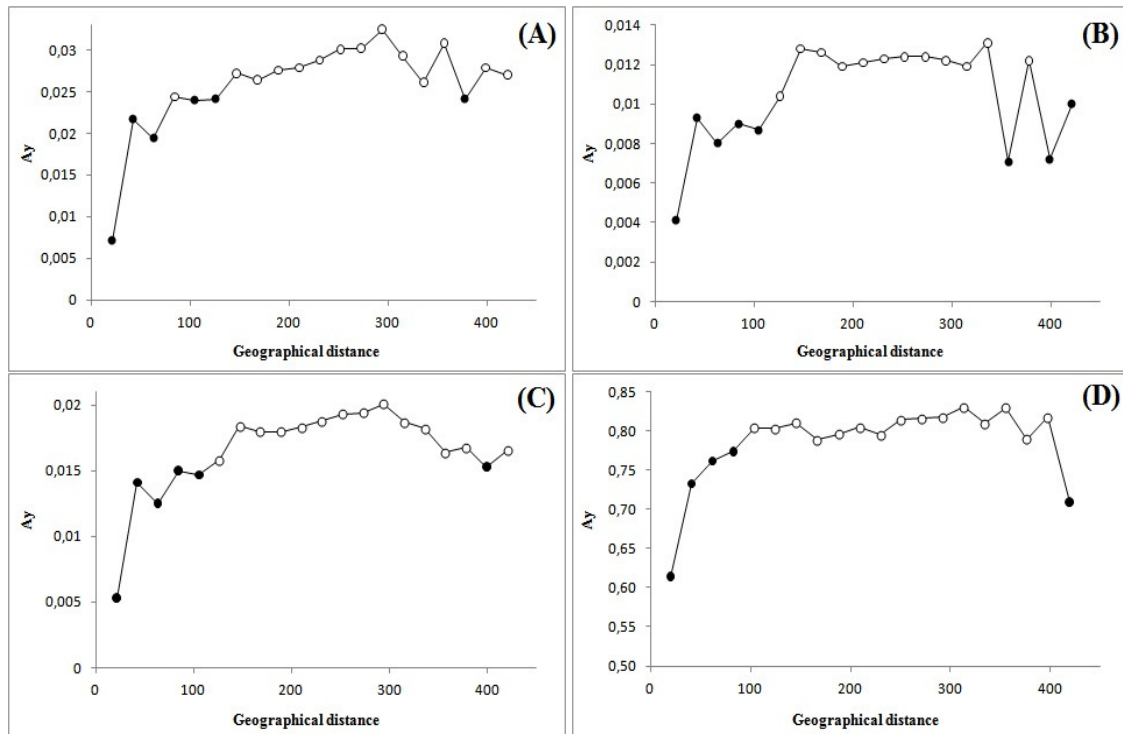 (A)
0,03
0,025
0,02
0,015
0,01
0,005
0
Ay
0 100 200 300 400
Geographical distance
(B)
0,014
0,012
0,01
0,008
0,006
0,004
0,002
0
Ay
0 100 200 300 400
Geographical distance
(C)
0,02
0,015
0,01
0,005
0
Ay
0 100 200 300 400
Geographical distance
(D)
0,85
0,80
0,75
0,70
0,65
0,60
0,55
0,50
Ay
0 100 200 300 400
Geographical distance